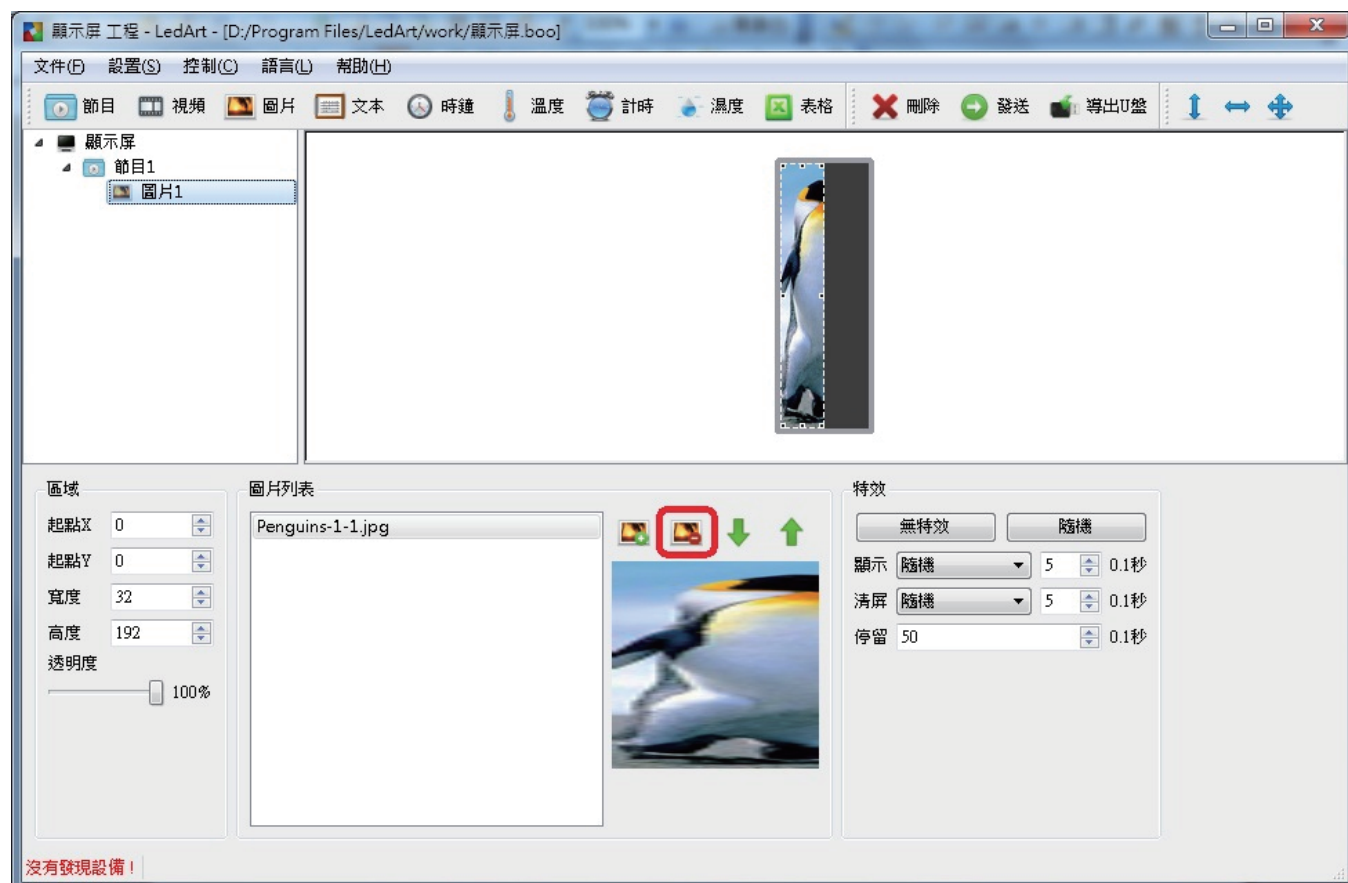 顯示屏 工程 - LedArt - [D:/Program Files/LedArt/work/顯示屏.boo]
文件(F) 設置(S) 控制(C) 語言(L) 幫助(H)
節目 視頻 圖片 文本 時鐘 溫度 計時 濕度 表格 刪除 發送 導出U盤
顯示屏
節目1
圖片1
區域
起點X 0
起點Y 0
寬度 32
高度 192
透明度
100%
圖片列表
Penguins-1-1.jpg
特效
無特效 隨機
顯示 隨機 5 0.1秒
清屏 隨機 5 0.1秒
停留 50 0.1秒
沒有發現設備！